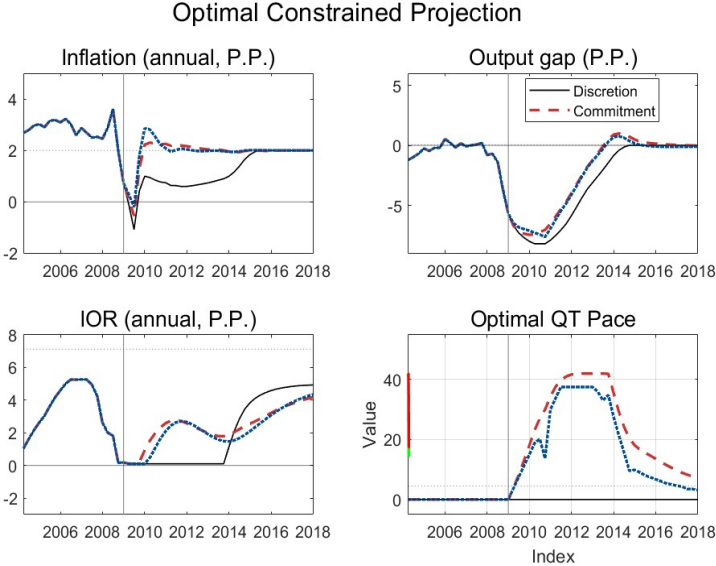 Optimal Constrained Projection
Inflation (annual, P.P.)
4
2
0
-2
2006 2008 2010 2012 2014 2016 2018
Output gap (P.P.)
5
0
-5
Discretion
Commitment
2006 2008 2010 2012 2014 2016 2018
IOR (annual, P.P.)
8
6
4
2
0
-2
2006 2008 2010 2012 2014 2016 2018
Optimal QT Pace
Value
40
20
0
2006 2008 2010 2012 2014 2016 2018
Index